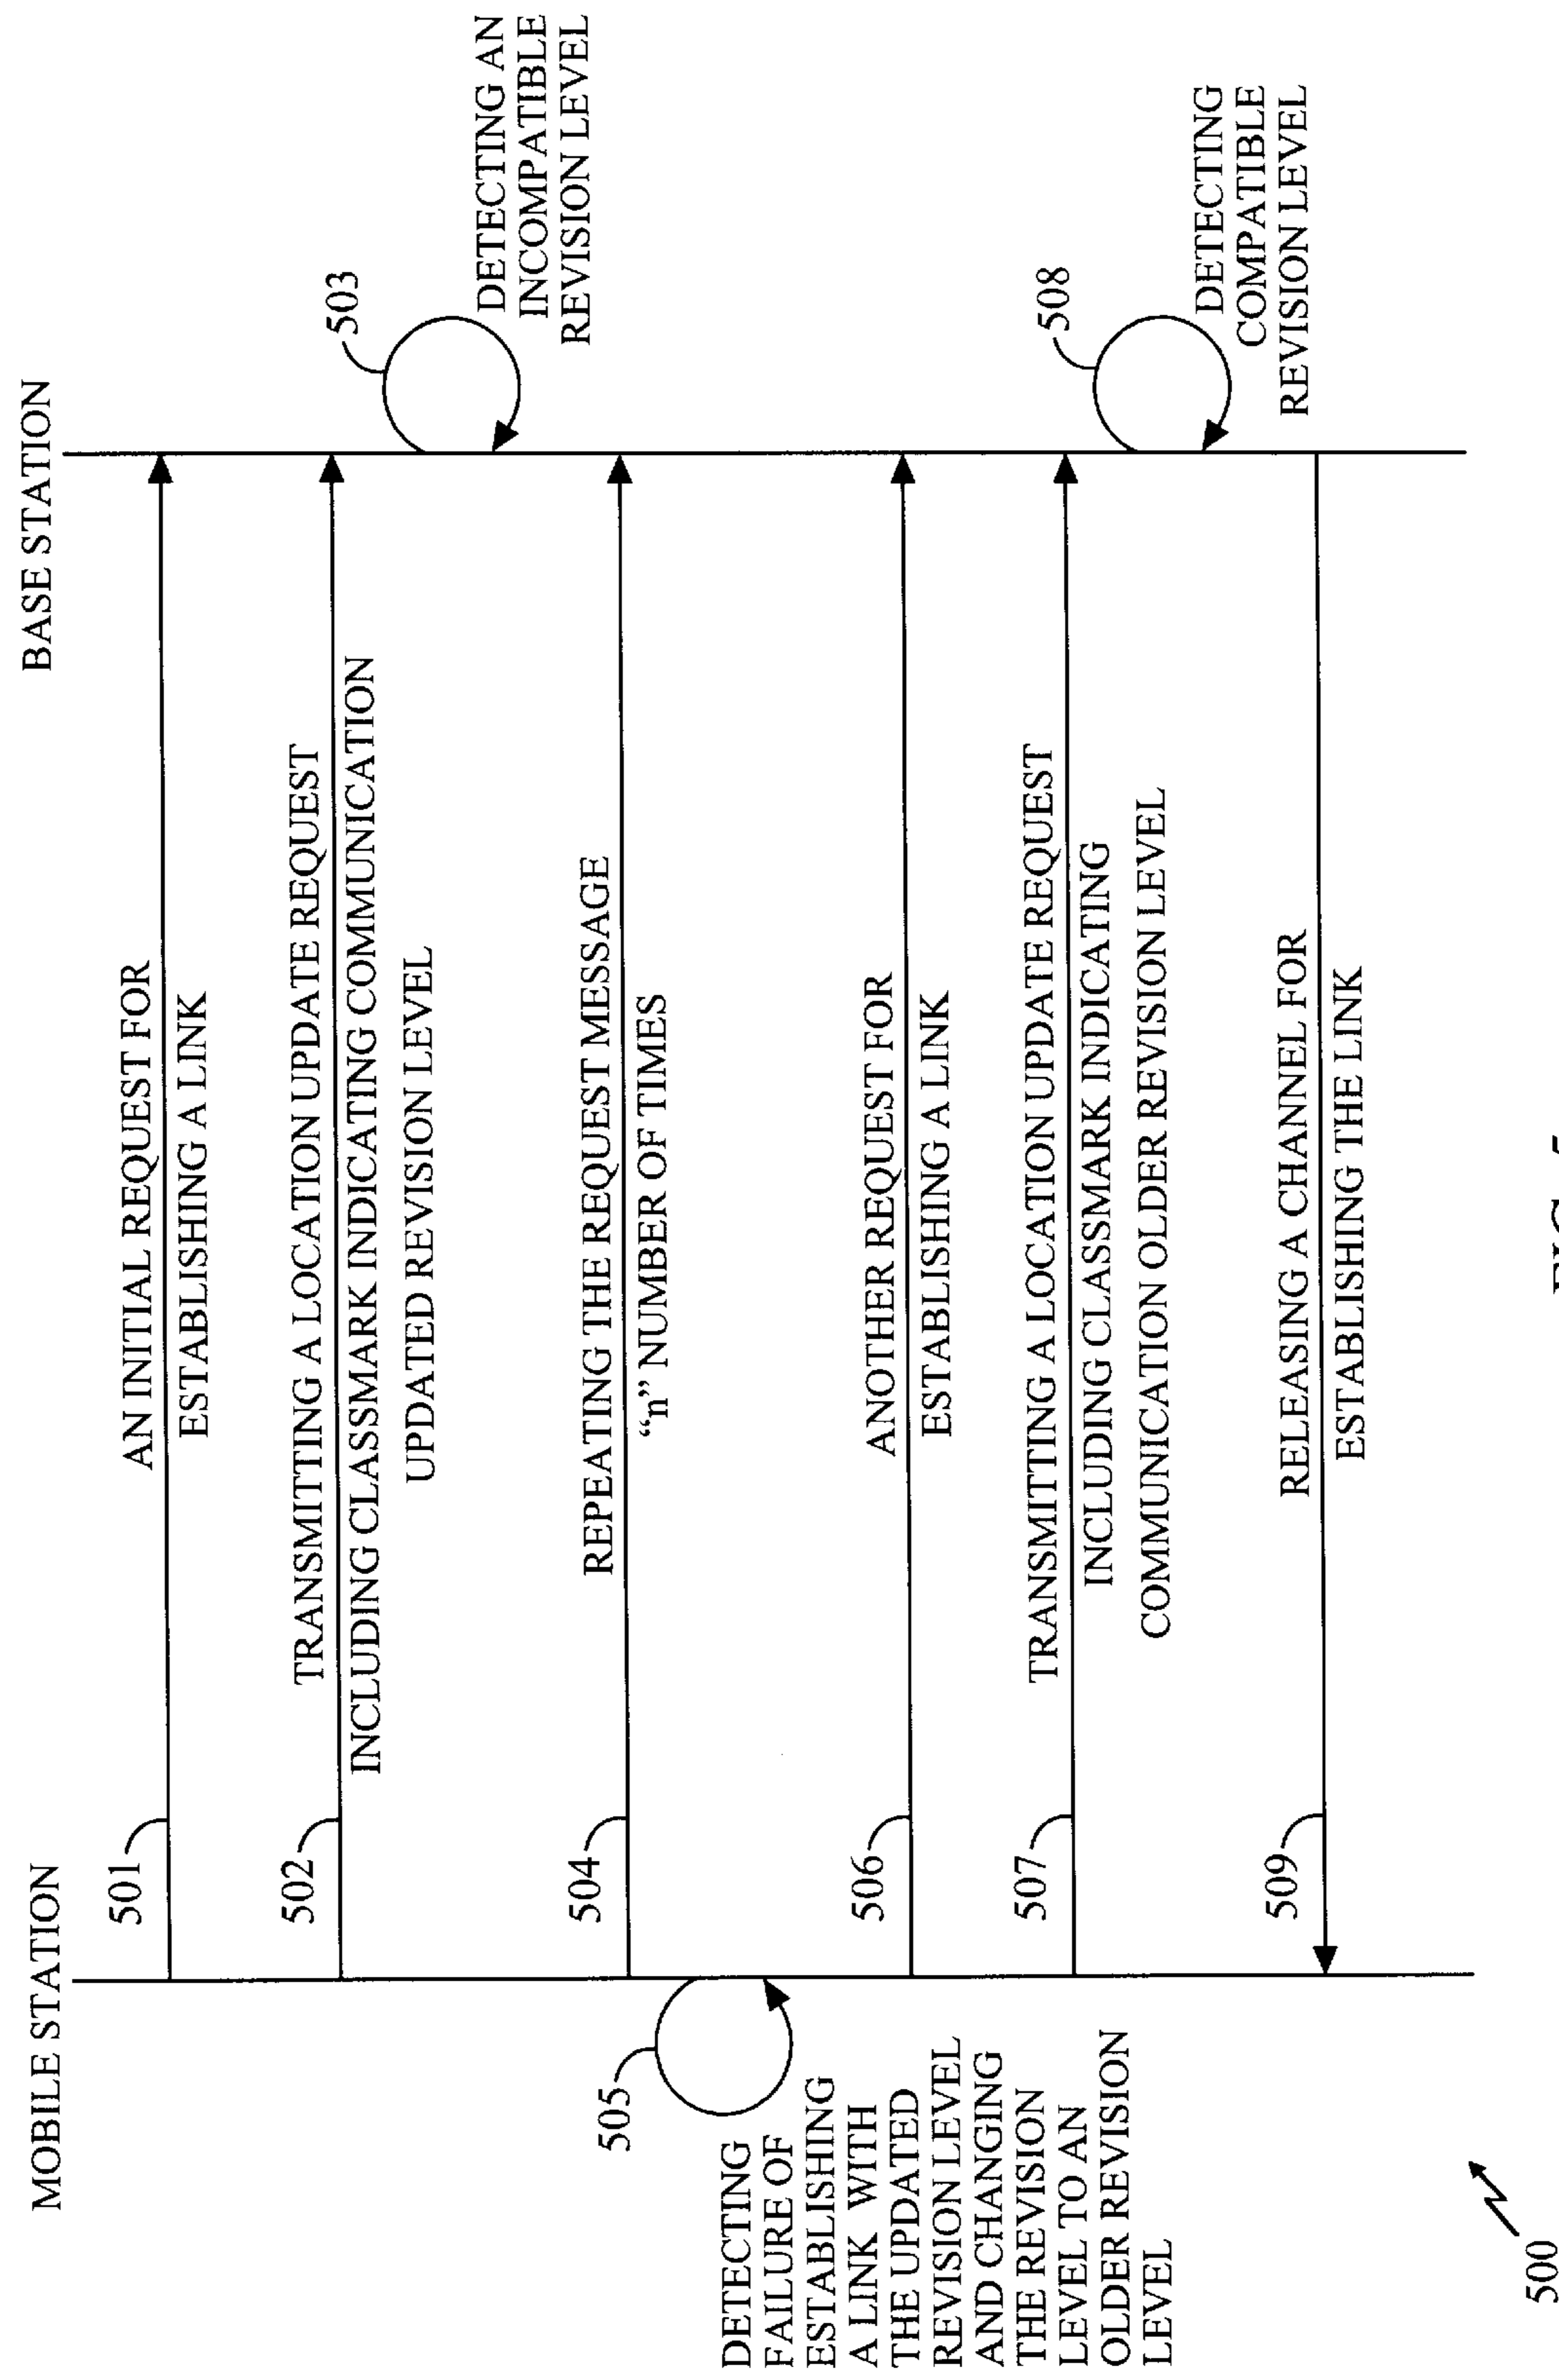 MOBILE STATION
BASE STATION
501
AN INITIAL REQUEST FOR
ESTABLISHING A LINK
502
TRANSMITTING A LOCATION UPDATE REQUEST
INCLUDING CLASSMARK INDICATING COMMUNICATION
UPDATED REVISION LEVEL
503
DETECTING AN
INCOMPATIBLE
REVISION LEVEL
504
REPEATING THE REQUEST MESSAGE
“n” NUMBER OF TIMES
505
DETECTING
FAILURE OF
ESTABLISHING
A LINK WITH
THE UPDATED
REVISION LEVEL
AND CHANGING
THE REVISION
LEVEL TO AN
OLDER REVISION
LEVEL
506
ANOTHER REQUEST FOR
ESTABLISHING A LINK
507
TRANSMITTING A LOCATION UPDATE REQUEST
INCLUDING CLASSMARK INDICATING
COMMUNICATION OLDER REVISION LEVEL
508
DETECTING
COMPATIBLE
REVISION LEVEL
509
RELEASING A CHANNEL FOR
ESTABLISHING THE LINK
500